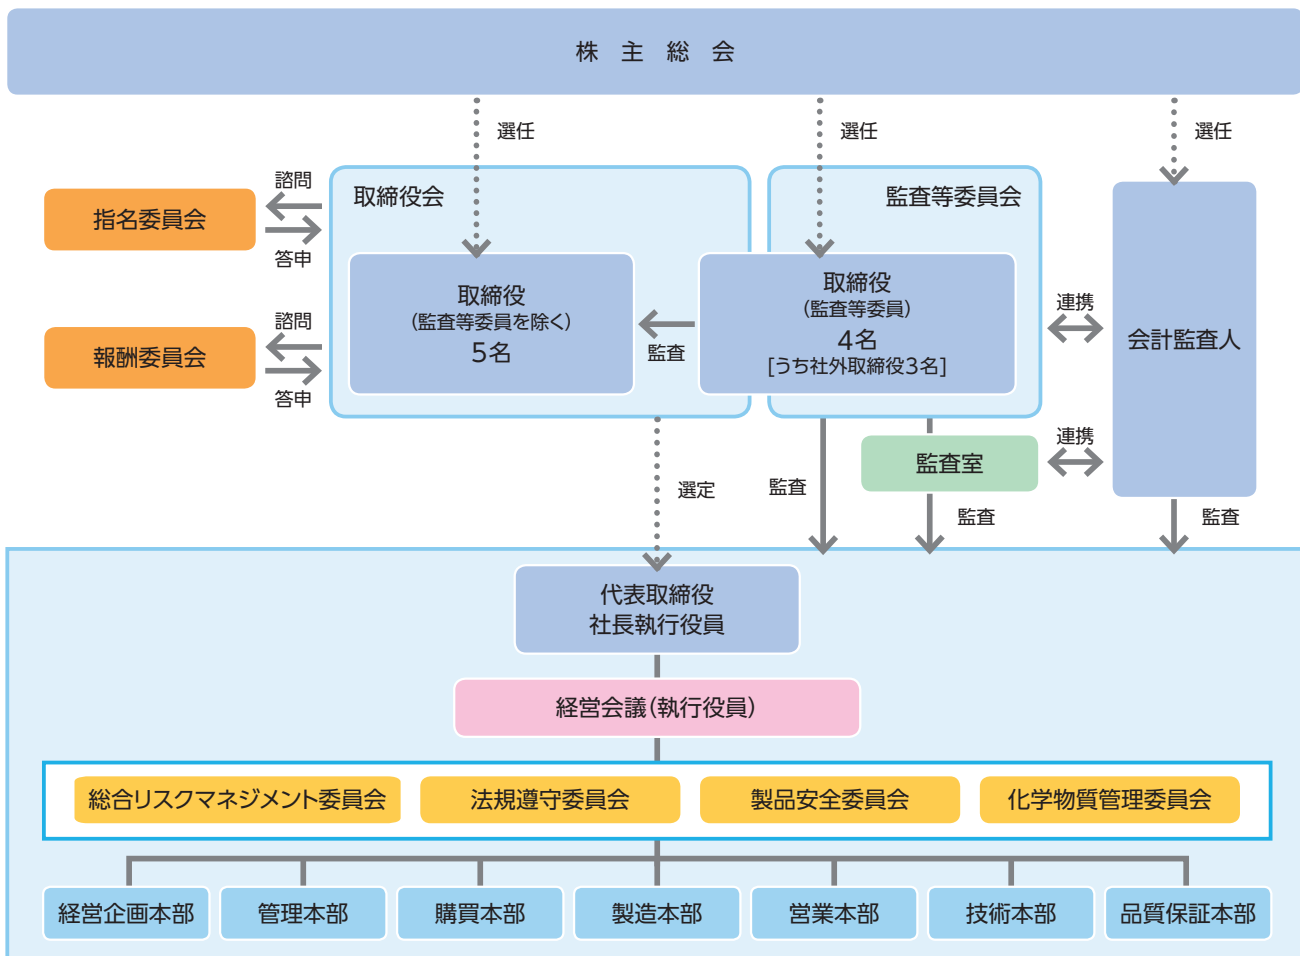 株 主 総 会
選任
選任
選任
諮問
指名委員会
答申
取締役会
監査等委員会
取締役
(監査等委員を除く)
5名
監査
取締役
(監査等委員)
4名
[うち社外取締役3名]
連携
会計監査人
諮問
報酬委員会
答申
選定
監査
監査室
連携
監査
監査
代表取締役
社長執行役員
経営会議(執行役員)
総合リスクマネジメント委員会
法規遵守委員会
製品安全委員会
化学物質管理委員会
経営企画本部
管理本部
購買本部
製造本部
営業本部
技術本部
品質保証本部